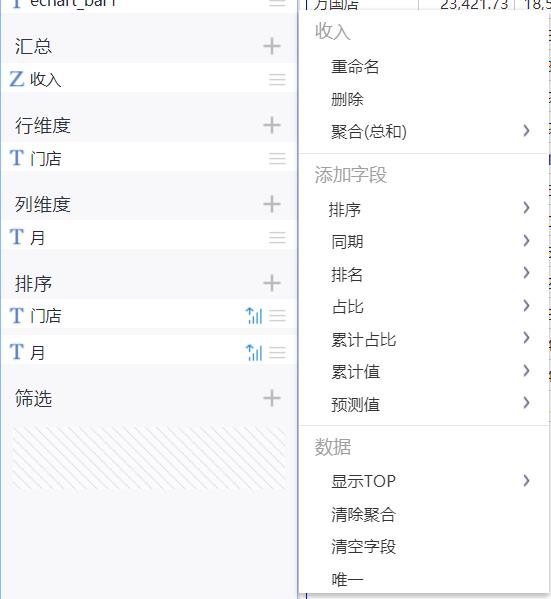 echart_bar1
汇总
Z 收入
行维度
T 门店
列维度
T 月
排序
T 门店
T 月
筛选
万国店 23,421.73
收入
重命名
删除
聚合(总和)
添加字段
排序
同期
排名
占比
累计占比
累计值
预测值
数据
显示TOP
清除聚合
清空字段
唯一